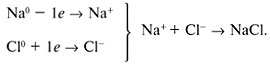 Na⁰ − 1e → Na⁺
Cl⁰ + 1e → Cl⁻
} Na⁺ + Cl⁻ → NaCl.